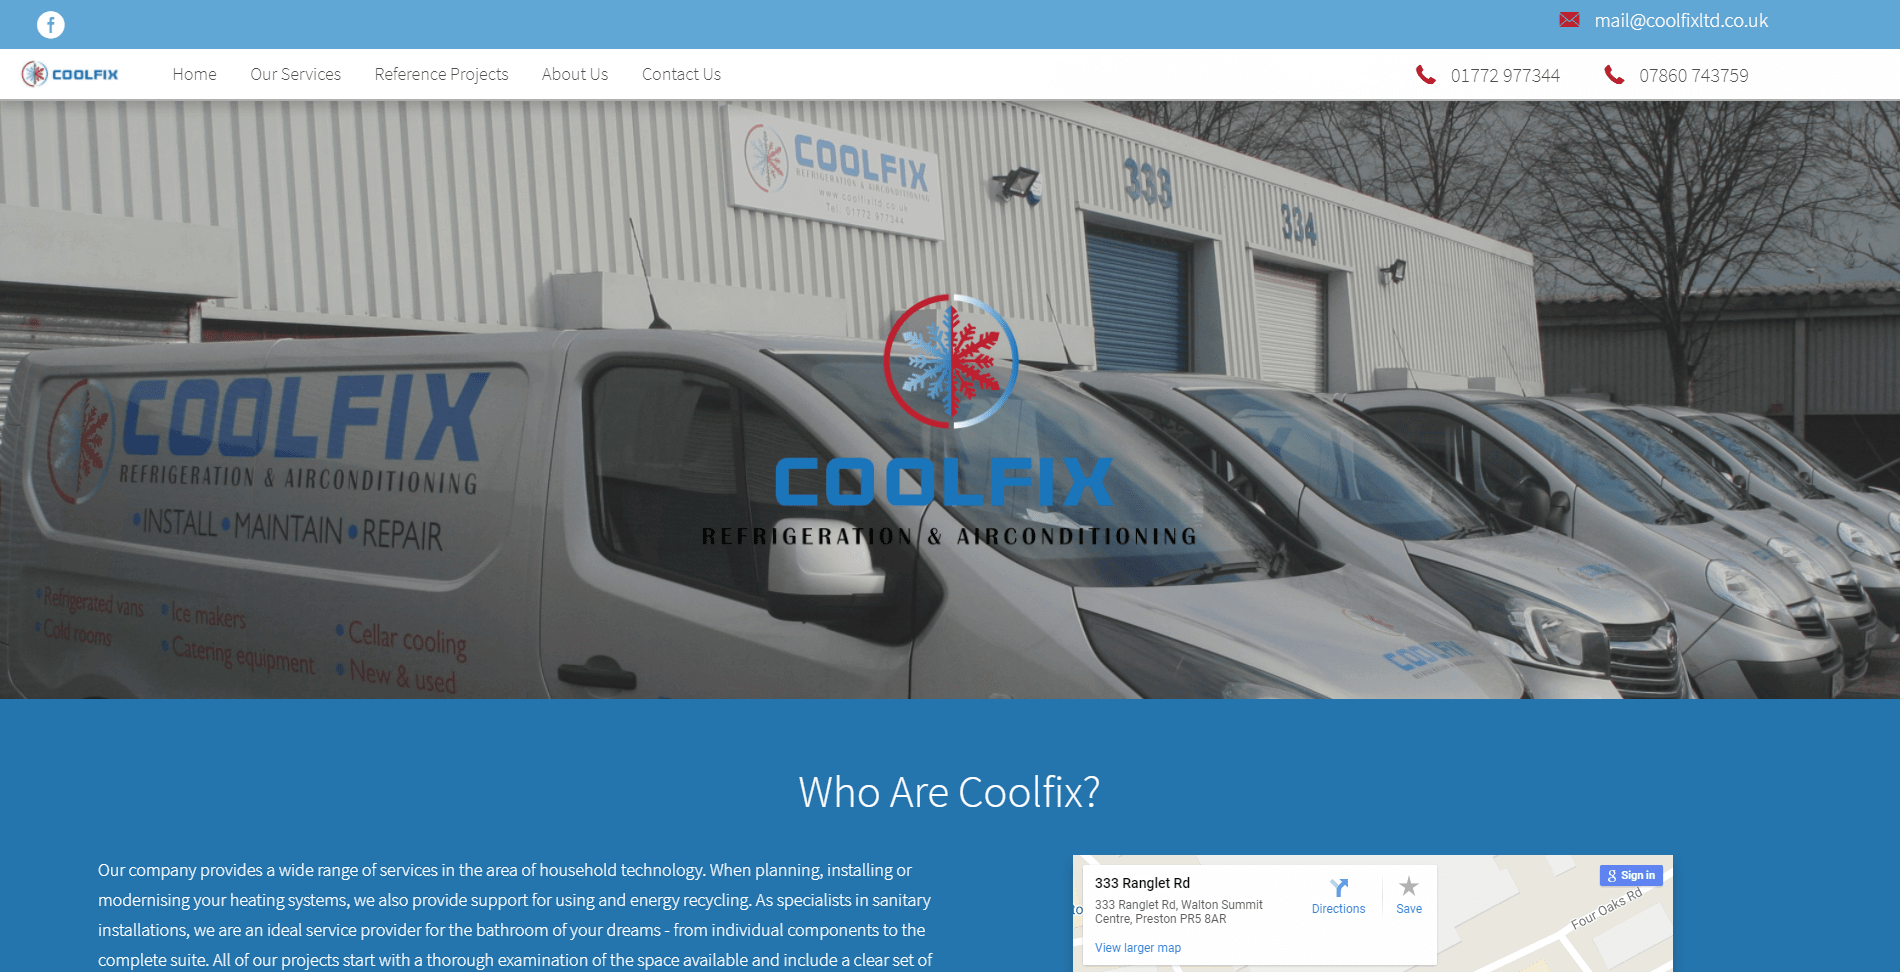 f
mail@coolfixltd.co.uk
COOLFIX
Home Our Services Reference Projects About Us Contact Us
01772 977344 07860 743759
COOLFIX
REFRIGERATION & AIRCONDITIONING
www.coolfixltd.co.uk
Tel: 01772 977344
333
334
COOLFIX
REFRIGERATION & AIRCONDITIONING
•INSTALL•MAINTAIN•REPAIR
•Refrigerated vans •Ice makers •Cellar cooling
•Cold rooms •Catering equipment •New & used
COOLFIX
REFRIGERATION & AIRCONDITIONING
COOLFIX
Who Are Coolfix?
Our company provides a wide range of services in the area of household technology. When planning, installing or
modernising your heating systems, we also provide support for using and energy recycling. As specialists in sanitary
installations, we are an ideal service provider for the bathroom of your dreams - from individual components to the
complete suite. All of our projects start with a thorough examination of the space available and include a clear set of
333 Ranglet Rd
333 Ranglet Rd, Walton Summit
Centre, Preston PR5 8AR
Directions Save
View larger map
Sign in
Four Oaks Rd